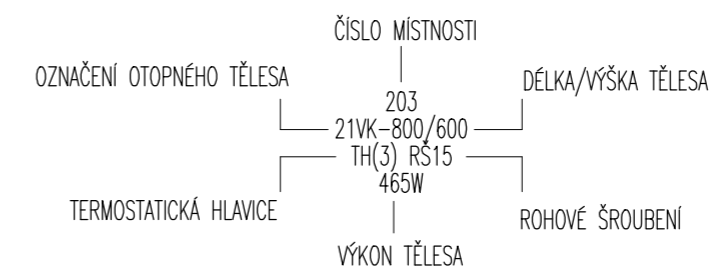 ČÍSLO MÍSTNOSTI
OZNAČENÍ OTOPNÉHO TĚLESA
DÉLKA/VÝŠKA TĚLESA
203
21VK-800/600
TH(3) RŠ15
465W
TERMOSTATICKÁ HLAVICE
ROHOVÉ ŠROUBENÍ
VÝKON TĚLESA